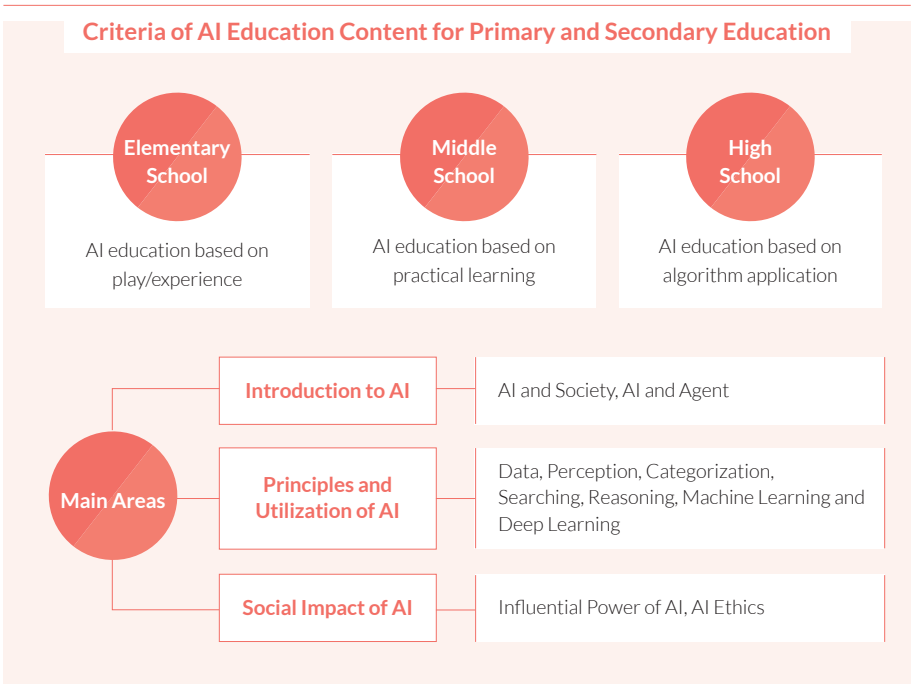 Criteria of AI Education Content for Primary and Secondary Education
Elementary
School
AI education based on
play/experience
Middle
School
AI education based on
practical learning
High
School
AI education based on
algorithm application
Main Areas
Introduction to AI
AI and Society, AI and Agent
Principles and
Utilization of AI
Data, Perception, Categorization,
Searching, Reasoning, Machine Learning and
Deep Learning
Social Impact of AI
Influential Power of AI, AI Ethics